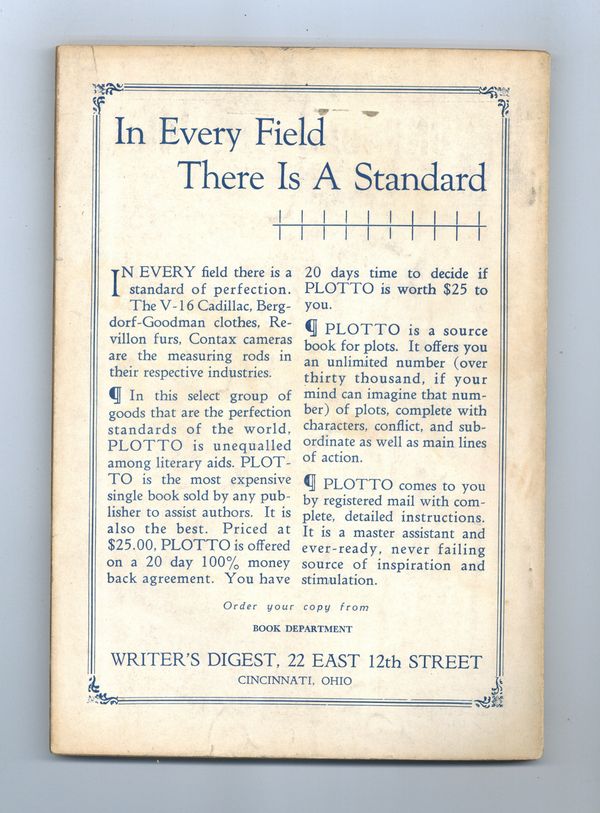 In Every Field
There Is A Standard
IN EVERY field there is a
standard of perfection.
The V-16 Cadillac, Berg-
dorf-Goodman clothes, Re-
villon furs, Contax cameras
are the measuring rods in
their respective industries.
¶ In this select group of
goods that are the perfection
standards of the world,
PLOTTO is unequalled
among literary aids. PLOT-
TO is the most expensive
single book sold by any pub-
lisher to assist authors. It is
also the best. Priced at
$25.00, PLOTTO is offered
on a 20 day 100% money
back agreement. You have
20 days time to decide if
PLOTTO is worth $25 to
you.
¶ PLOTTO is a source
book for plots. It offers you
an unlimited number (over
thirty thousand, if your
mind can imagine that num-
ber) of plots, complete with
characters, conflict, and sub-
ordinate as well as main lines
of action.
¶ PLOTTO comes to you
by registered mail with com-
plete, detailed instructions.
It is a master assistant and
ever-ready, never failing
source of inspiration and
stimulation.
Order your copy from
BOOK DEPARTMENT
WRITER'S DIGEST, 22 EAST 12th STREET
CINCINNATI, OHIO